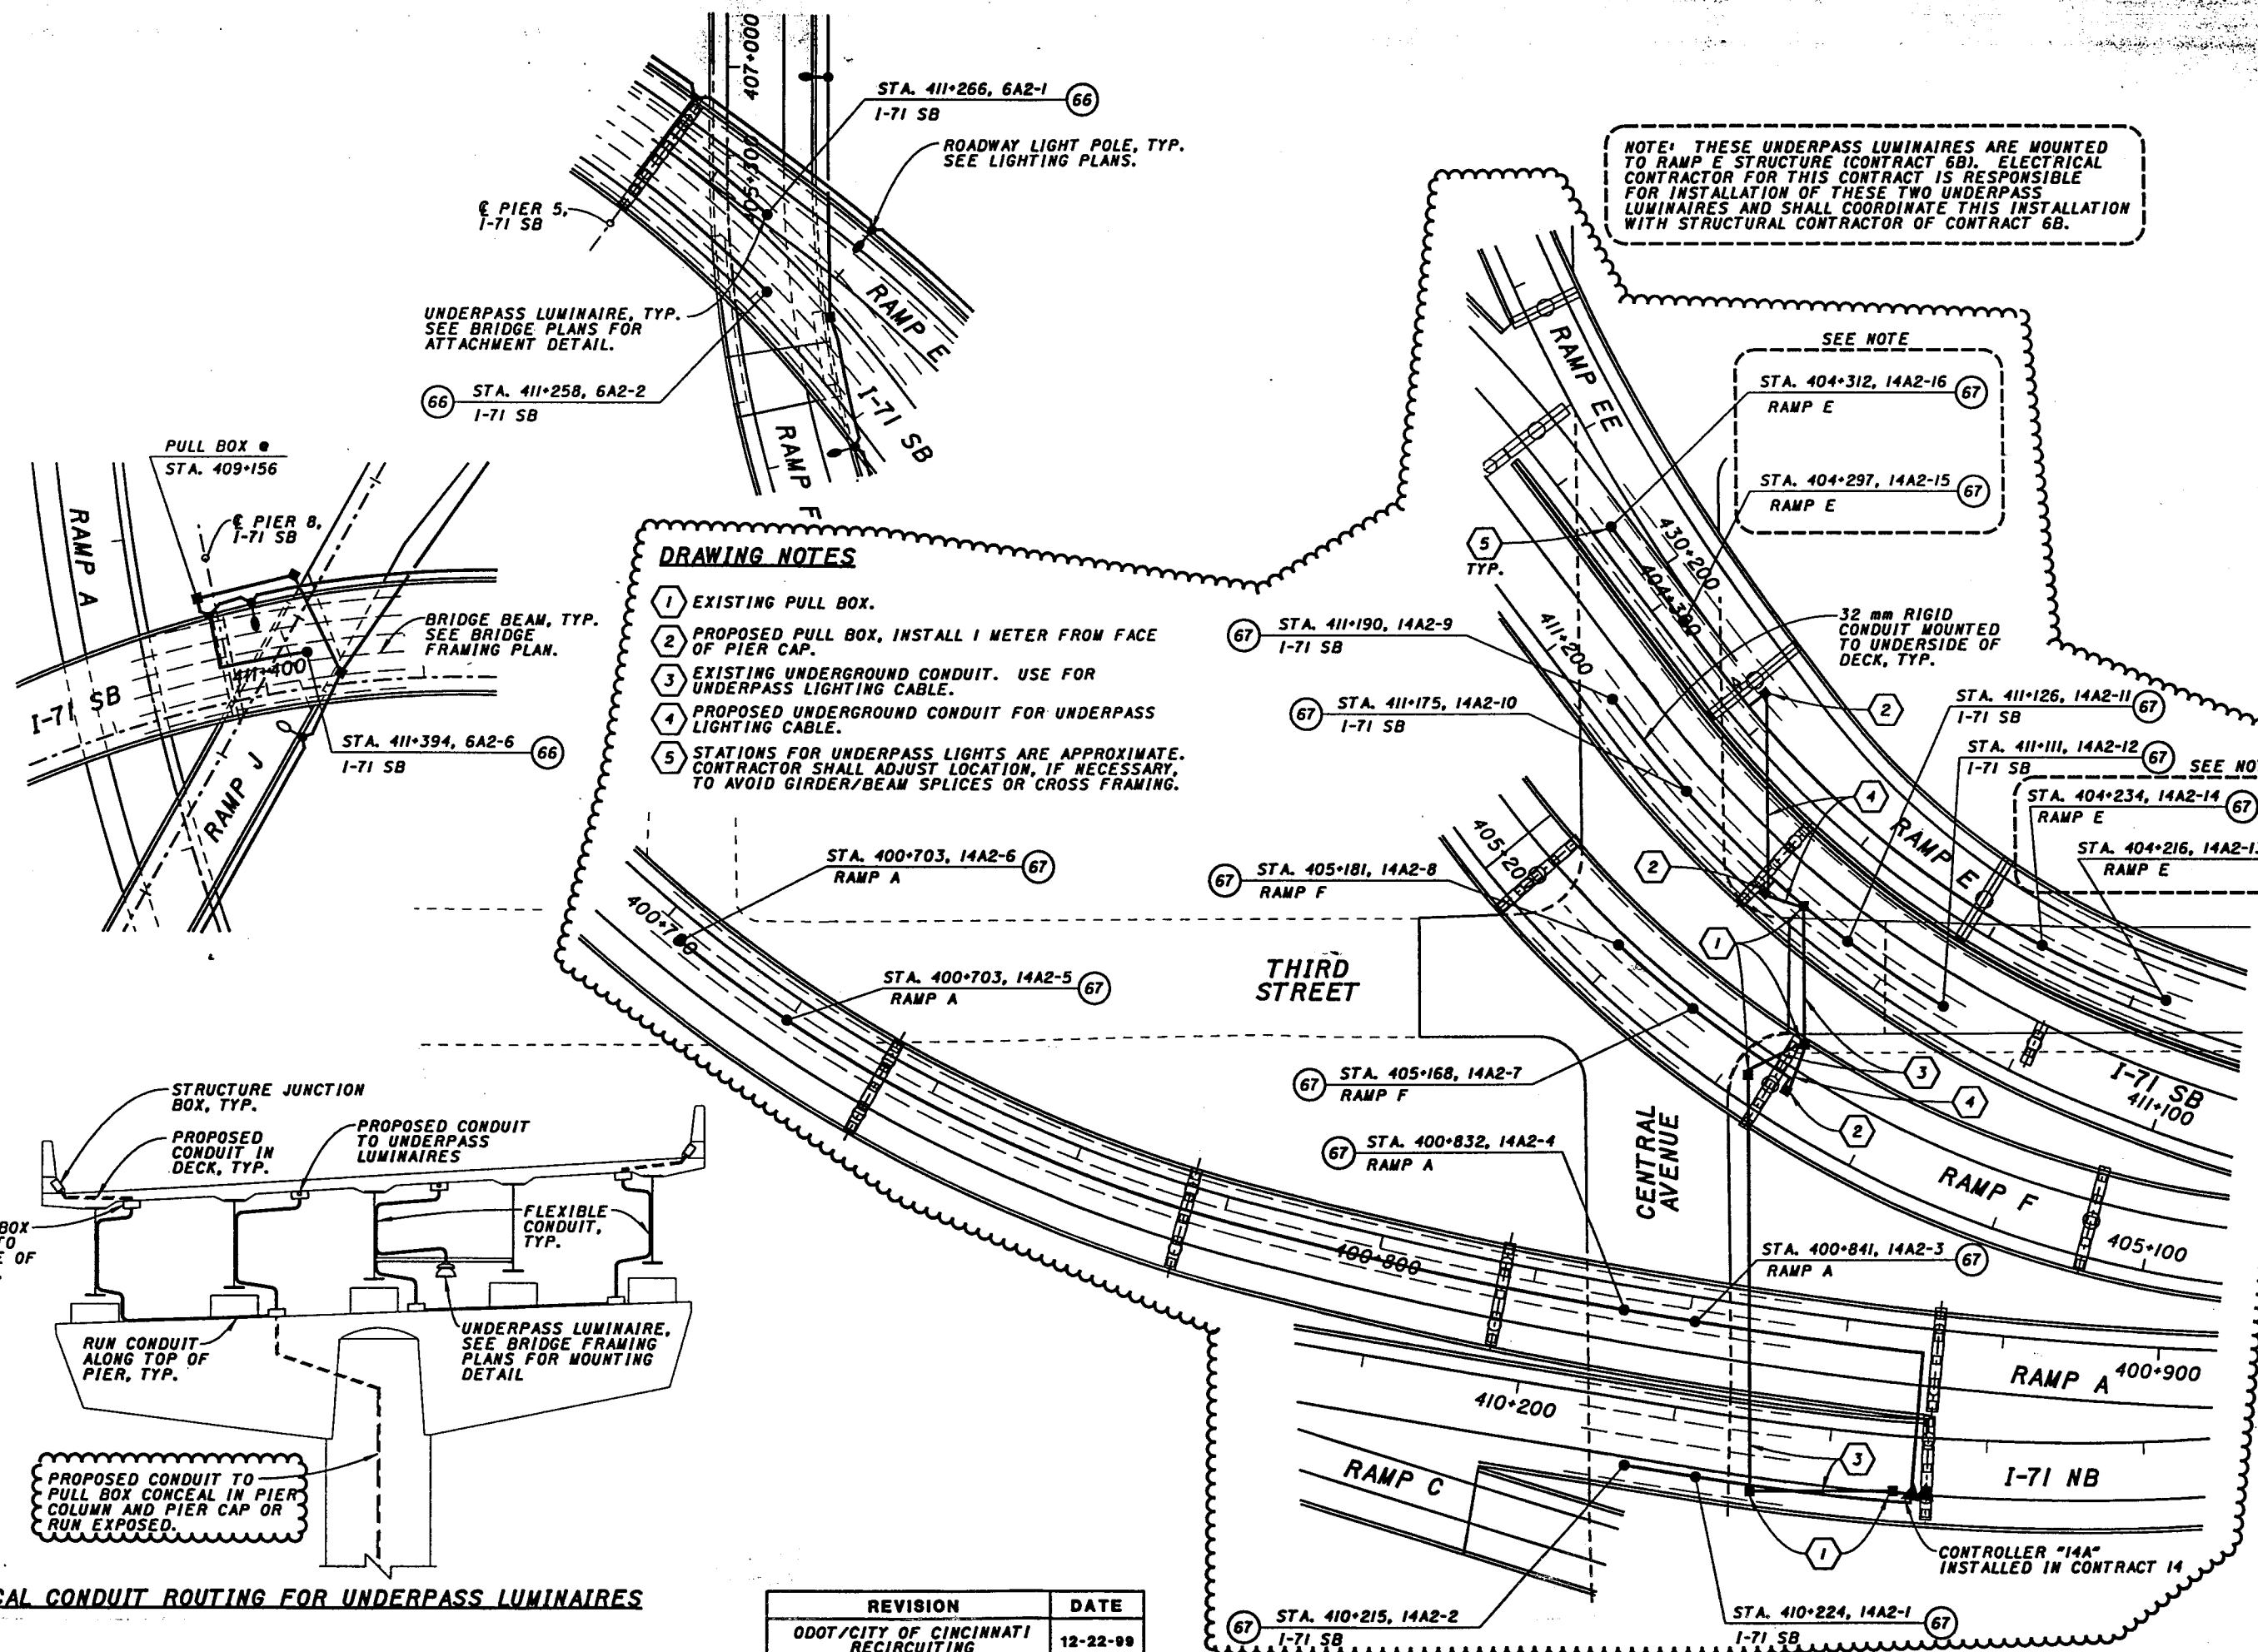 407+000
STA. 411+266, 6A2-1
66
I-71 SB
ROADWAY LIGHT POLE, TYP.
SEE LIGHTING PLANS.
405+300
℄ PIER 5,
I-71 SB
UNDERPASS LUMINAIRE, TYP.
SEE BRIDGE PLANS FOR
ATTACHMENT DETAIL.
RAMP E
I-71 SB
66
STA. 411+258, 6A2-2
I-71 SB
RAMP F
PULL BOX @
STA. 409+156
℄ PIER 8,
I-71 SB
RAMP A
BRIDGE BEAM, TYP.
SEE BRIDGE
FRAMING PLAN.
411+400
I-71 SB
STA. 411+394, 6A2-6
66
I-71 SB
RAMP J
NOTE: THESE UNDERPASS LUMINAIRES ARE MOUNTED
TO RAMP E STRUCTURE (CONTRACT 6B). ELECTRICAL
CONTRACTOR FOR THIS CONTRACT IS RESPONSIBLE
FOR INSTALLATION OF THESE TWO UNDERPASS
LUMINAIRES AND SHALL COORDINATE THIS INSTALLATION
WITH STRUCTURAL CONTRACTOR OF CONTRACT 6B.
DRAWING NOTES
1 EXISTING PULL BOX.
2 PROPOSED PULL BOX, INSTALL 1 METER FROM FACE
OF PIER CAP.
3 EXISTING UNDERGROUND CONDUIT. USE FOR
UNDERPASS LIGHTING CABLE.
4 PROPOSED UNDERGROUND CONDUIT FOR UNDERPASS
LIGHTING CABLE.
5 STATIONS FOR UNDERPASS LIGHTS ARE APPROXIMATE.
CONTRACTOR SHALL ADJUST LOCATION, IF NECESSARY,
TO AVOID GIRDER/BEAM SPLICES OR CROSS FRAMING.
SEE NOTE
STA. 404+312, 14A2-16
67
RAMP E
STA. 404+297, 14A2-15
67
RAMP E
RAMP EE
5
TYP.
430+200
32 mm RIGID
CONDUIT MOUNTED
TO UNDERSIDE OF
DECK, TYP.
67
STA. 411+190, 14A2-9
I-71 SB
411+200
67
STA. 411+175, 14A2-10
I-71 SB
2
STA. 411+126, 14A2-11
67
I-71 SB
STA. 411+111, 14A2-12
67
I-71 SB
SEE NO
STA. 404+234, 14A2-14
67
RAMP E
STA. 404+216, 14A2-1
RAMP E
4
RAMP E
2
STA. 400+703, 14A2-6
67
RAMP A
67
STA. 405+181, 14A2-8
RAMP F
1
STA. 400+703, 14A2-5
67
RAMP A
THIRD
STREET
67
STA. 405+168, 14A2-7
RAMP F
3
4
2
I-71 SB
411+100
CENTRAL
AVENUE
67
STA. 400+832, 14A2-4
RAMP A
RAMP F
405+100
400+800
STA. 400+841, 14A2-3
67
RAMP A
RAMP A
400+900
410+200
RAMP C
3
I-71 NB
1
CONTROLLER "14A"
INSTALLED IN CONTRACT 14
67
STA. 410+215, 14A2-2
I-71 SB
STA. 410+224, 14A2-1
67
I-71 SB
STRUCTURE JUNCTION
BOX, TYP.
PROPOSED
CONDUIT IN
DECK, TYP.
PROPOSED CONDUIT
TO UNDERPASS
LUMINAIRES
BOX
TO
E OF
FLEXIBLE
CONDUIT,
TYP.
RUN CONDUIT
ALONG TOP OF
PIER, TYP.
UNDERPASS LUMINAIRE,
SEE BRIDGE FRAMING
PLANS FOR MOUNTING
DETAIL
PROPOSED CONDUIT TO
PULL BOX CONCEAL IN PIER
COLUMN AND PIER CAP OR
RUN EXPOSED.
CAL CONDUIT ROUTING FOR UNDERPASS LUMINAIRES
REVISION DATE
ODOT/CITY OF CINCINNATI
RECIRCUITING 12-22-99